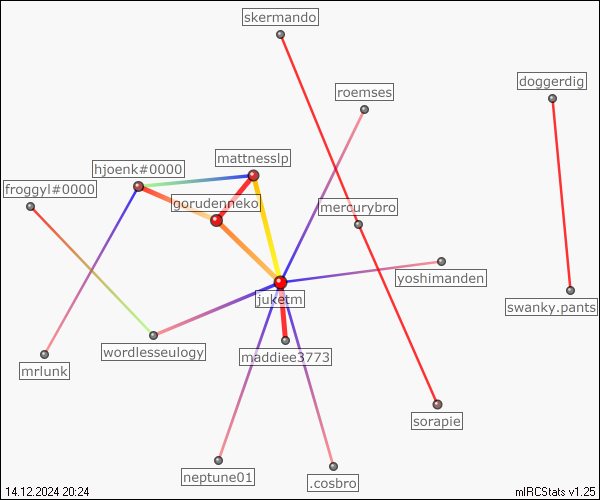 skermando
doggerdig
roemses
mattnesslp
hjoenk#0000
froggyl#0000
gorudenneko
mercurybro
yoshimanden
juketm
swanky.pants
wordlesseulogy
maddiee3773
mrlunk
sorapie
neptune01
.cosbro
14.12.2024 20:24
mIRCStats v1.25